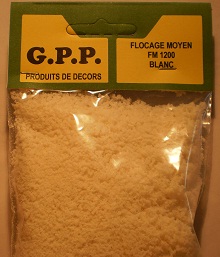 G.P.P.
PRODUITS DE DECORS
FLOCAGE MOYEN
FM 1200
BLANC